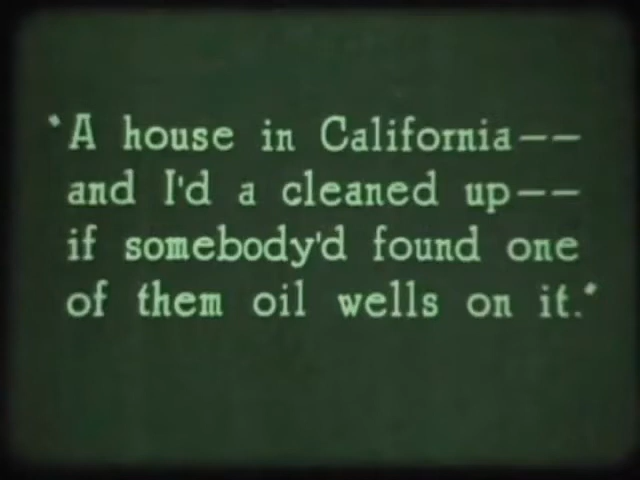 "A house in California--
and I'd a cleaned up--
if somebody'd found one
of them oil wells on it."